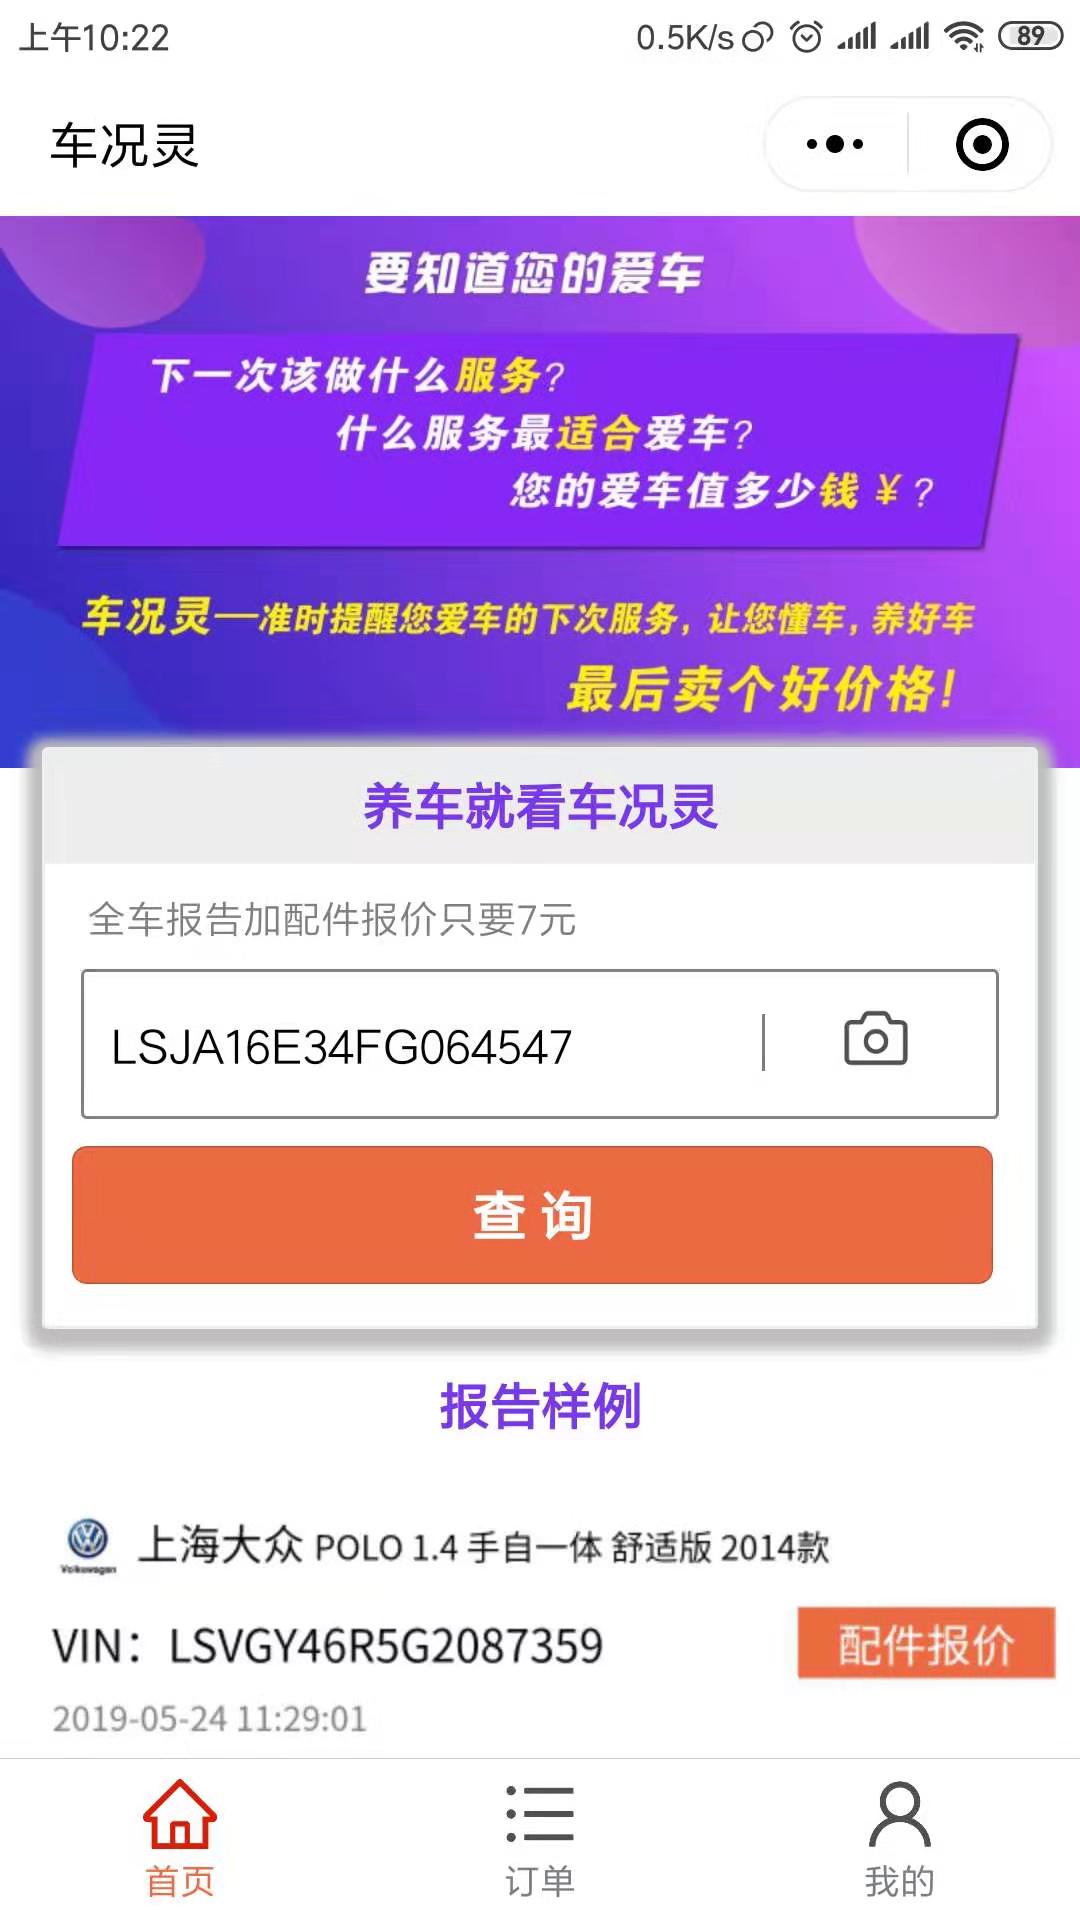 上午10:22
0.5K/s
89
车况灵
要知道您的爱车
下一次该做什么服务?
什么服务最适合爱车?
您的爱车值多少钱¥?
车况灵—准时提醒您爱车的下次服务,让您懂车,养好车
最后卖个好价格!
养车就看车况灵
全车报告加配件报价只要7元
LSJA16E34FG064547
查询
报告样例
上海大众 POLO 1.4 手自一体 舒适版 2014款
Volkswagen
VIN：LSVGY46R5G2087359
配件报价
2019-05-24 11:29:01
首页
订单
我的